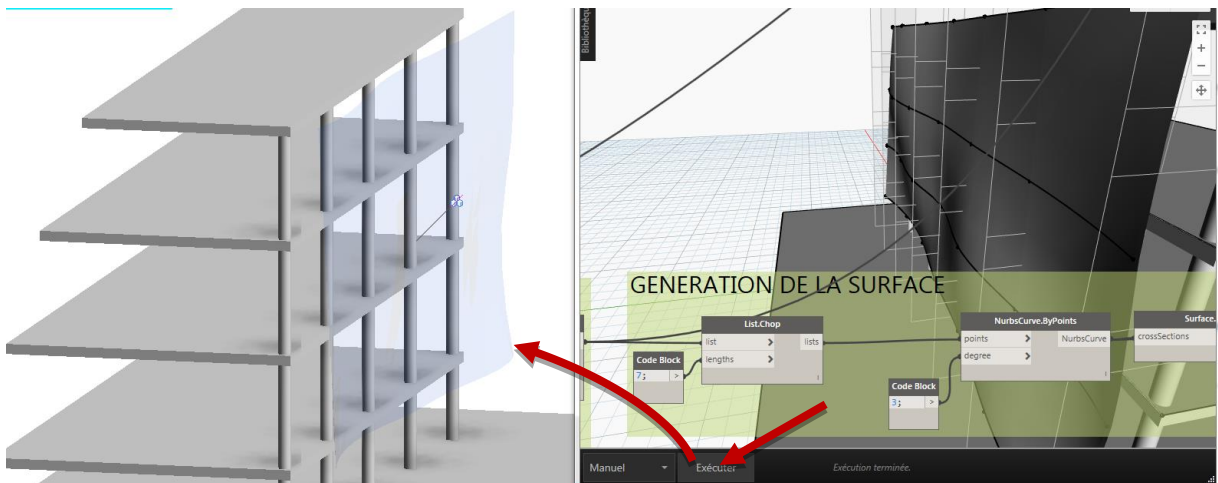 Bibliothèqu
GENERATION DE LA SURFACE
List.Chop
list > lists
lengths >
Code Block
7; >
NurbsCurve.ByPoints
points > NurbsCurve
degree >
Code Block
3; >
Surface.
crossSections
Manuel
Exécuter
Exécution terminée.